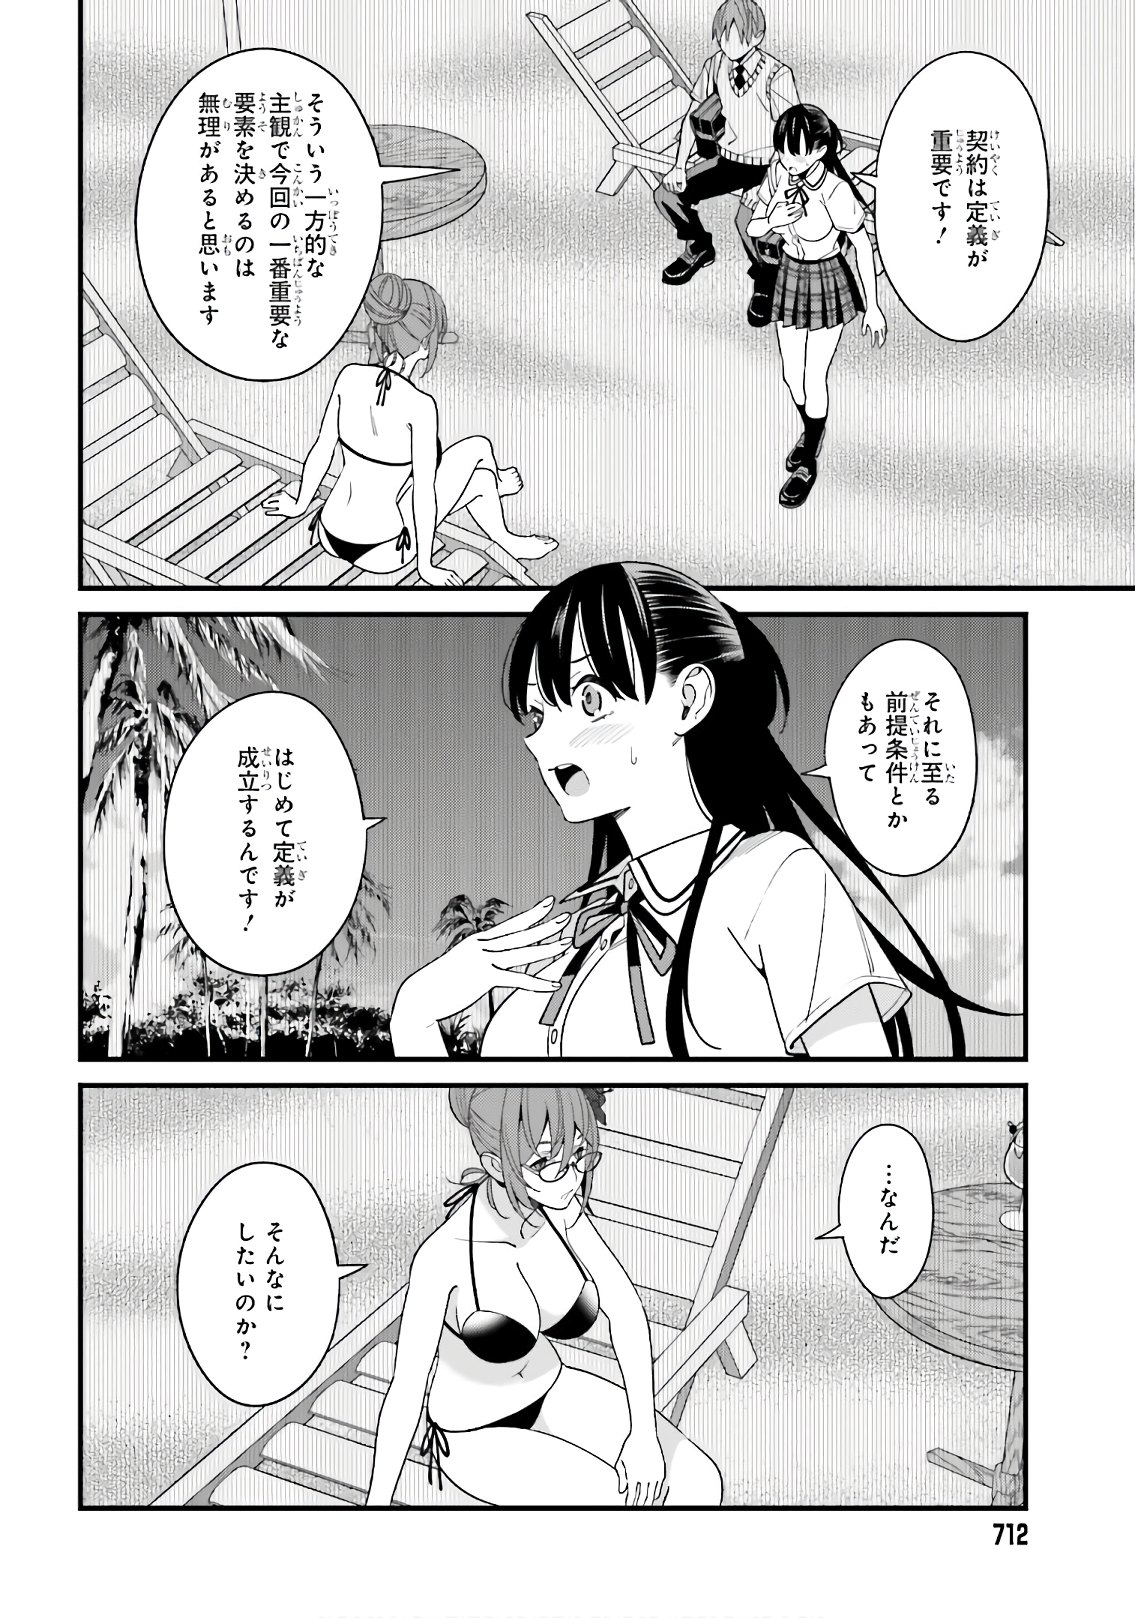 契約は定義が
重要です!
そういう一方的な
主観で今回の一番重要な
要素を決めるのは
無理があると思います
それに至る
前提条件とか
もあって
はじめて定義が
成立するんです!
…なんだ
そんなに
したいのか?
712